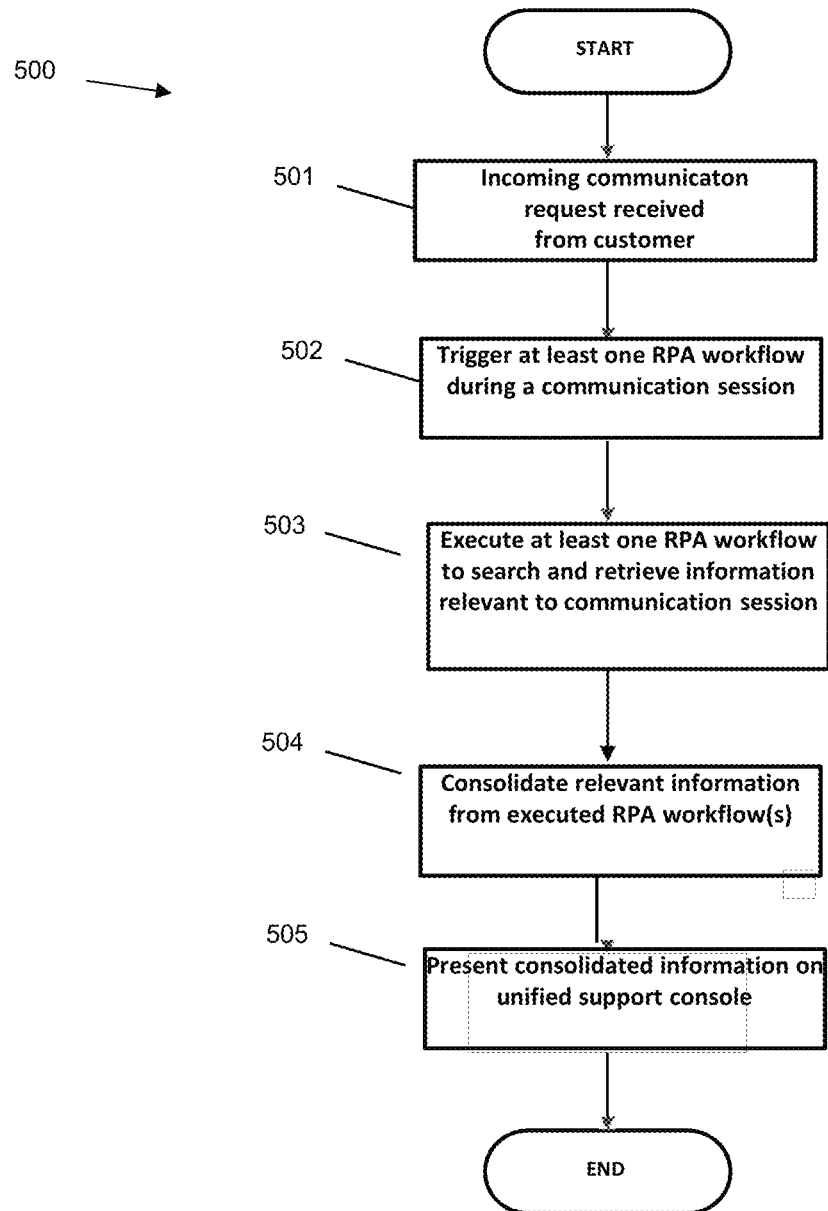 START
500
501
Incoming communicaton
request received
from customer
502
Trigger at least one RPA workflow
during a communication session
503
Execute at least one RPA workflow
to search and retrieve information
relevant to communication session
504
Consolidate relevant information
from executed RPA workflow(s)
505
Present consolidated information on
unified support console
END